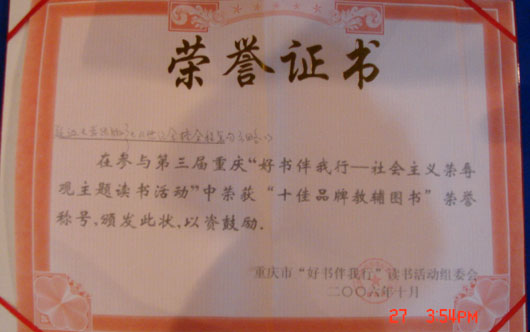 荣誉证书
在参与第三届重庆“好书伴我行—社会主义荣辱
观主题读书活动”中荣获“十佳品牌教辅图书”荣誉
称号,颁发此状,以资鼓励.
重庆市“好书伴我行”读书活动组委会
二〇〇六年十月
27 3:51PM